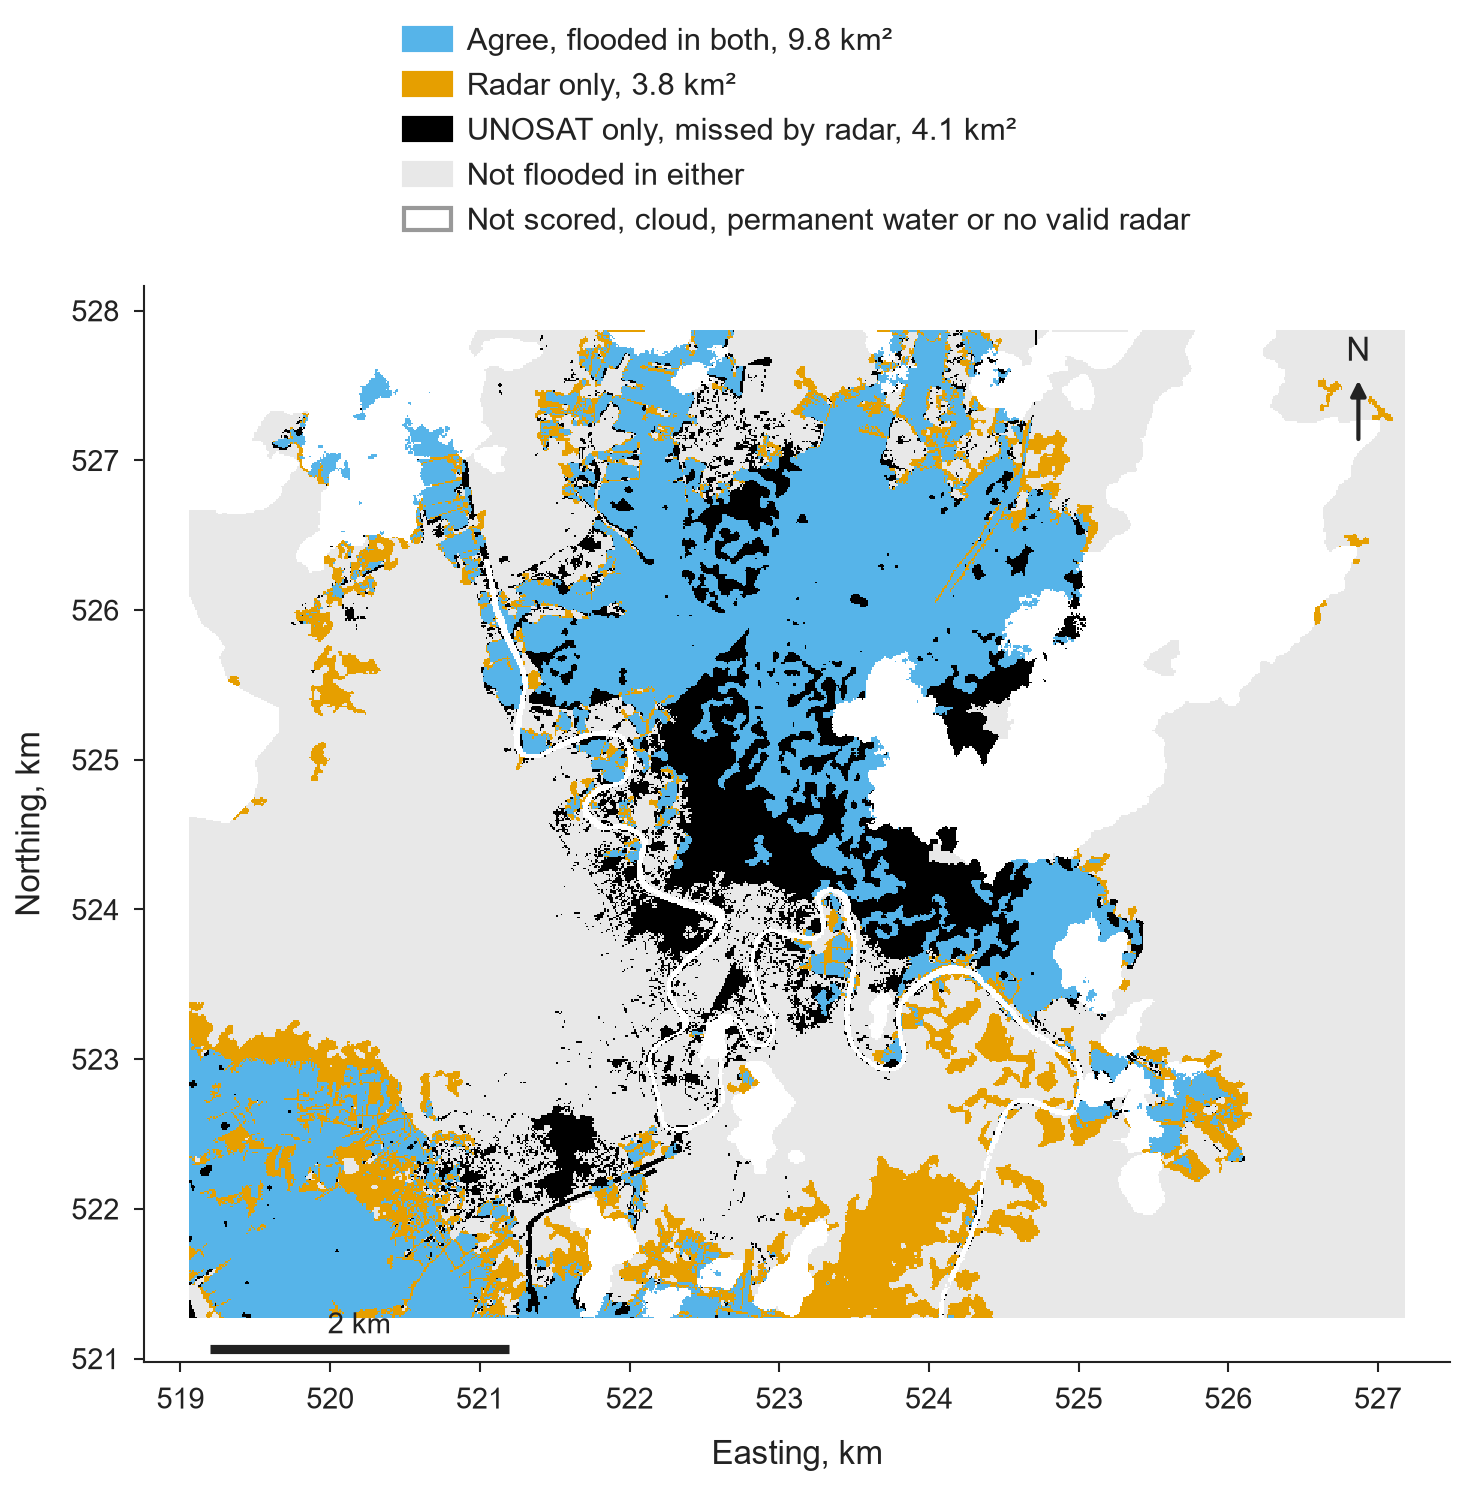 Agree, flooded in both, 9.8 km²
Radar only, 3.8 km²
UNOSAT only, missed by radar, 4.1 km²
Not flooded in either
Not scored, cloud, permanent water or no valid radar
528
527
526
525
524
523
522
521
Northing, km
N
2 km
519 520 521 522 523 524 525 526 527
Easting, km